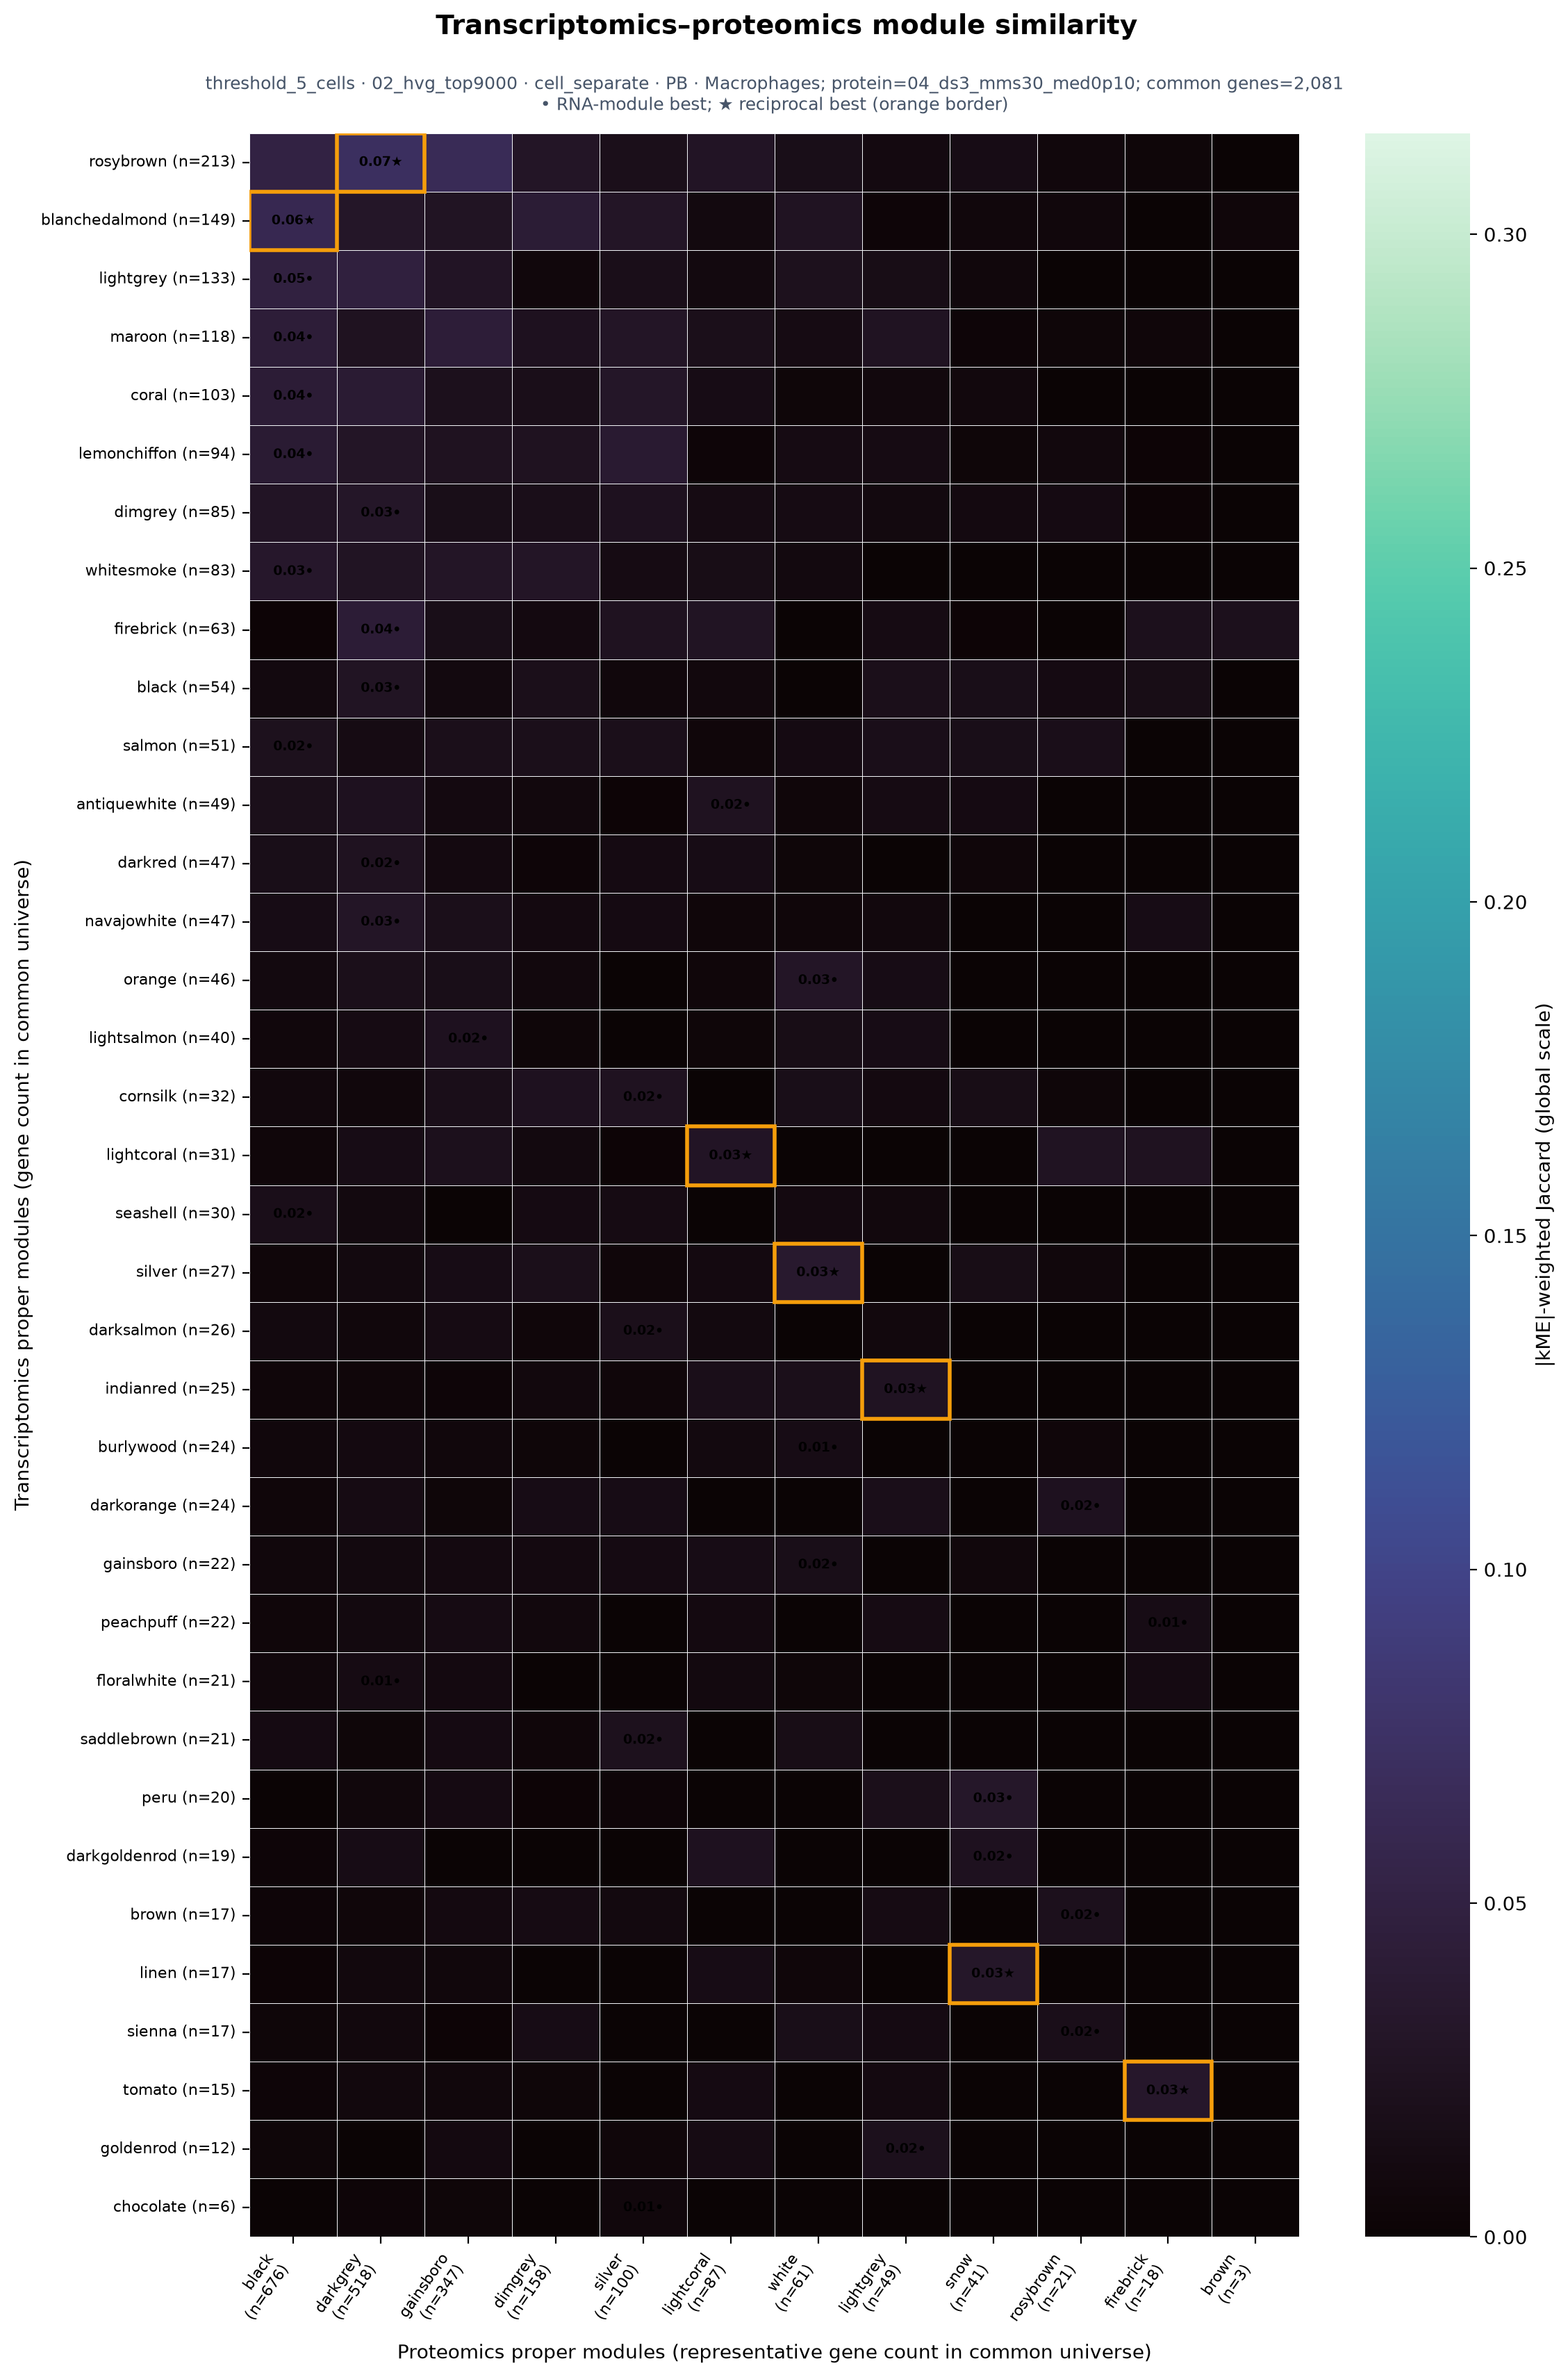 Transcriptomics–proteomics module similarity
threshold_5_cells · 02_hvg_top9000 · cell_separate · PB · Macrophages; protein=04_ds3_mms30_med0p10; common genes=2,081
• RNA-module best; ★ reciprocal best (orange border)
Transcriptomics proper modules (gene count in common universe)
rosybrown (n=213) 0.07★
blanchedalmond (n=149) 0.06★
lightgrey (n=133) 0.05•
maroon (n=118) 0.04•
coral (n=103) 0.04•
lemonchiffon (n=94) 0.04•
dimgrey (n=85) 0.03•
whitesmoke (n=83) 0.03•
firebrick (n=63) 0.04•
black (n=54) 0.03•
salmon (n=51) 0.02•
antiquewhite (n=49) 0.02•
darkred (n=47) 0.02•
navajowhite (n=47) 0.03•
orange (n=46) 0.03•
lightsalmon (n=40) 0.02•
cornsilk (n=32) 0.02•
lightcoral (n=31) 0.03★
seashell (n=30) 0.02•
silver (n=27) 0.03★
darksalmon (n=26) 0.02•
indianred (n=25) 0.03★
burlywood (n=24) 0.01•
darkorange (n=24) 0.02•
gainsboro (n=22) 0.02•
peachpuff (n=22) 0.01•
floralwhite (n=21) 0.01•
saddlebrown (n=21) 0.02•
peru (n=20) 0.03•
darkgoldenrod (n=19) 0.02•
brown (n=17) 0.02•
linen (n=17) 0.03★
sienna (n=17) 0.02•
tomato (n=15) 0.03★
goldenrod (n=12) 0.02•
chocolate (n=6) 0.01•
black
(n=676)
darkgrey
(n=518)
gainsboro
(n=347)
dimgrey
(n=158)
silver
(n=100)
lightcoral
(n=87)
white
(n=61)
lightgrey
(n=49)
snow
(n=41)
rosybrown
(n=21)
firebrick
(n=18)
brown
(n=3)
Proteomics proper modules (representative gene count in common universe)
0.30
0.25
0.20
0.15
0.10
0.05
0.00
|kME|-weighted Jaccard (global scale)